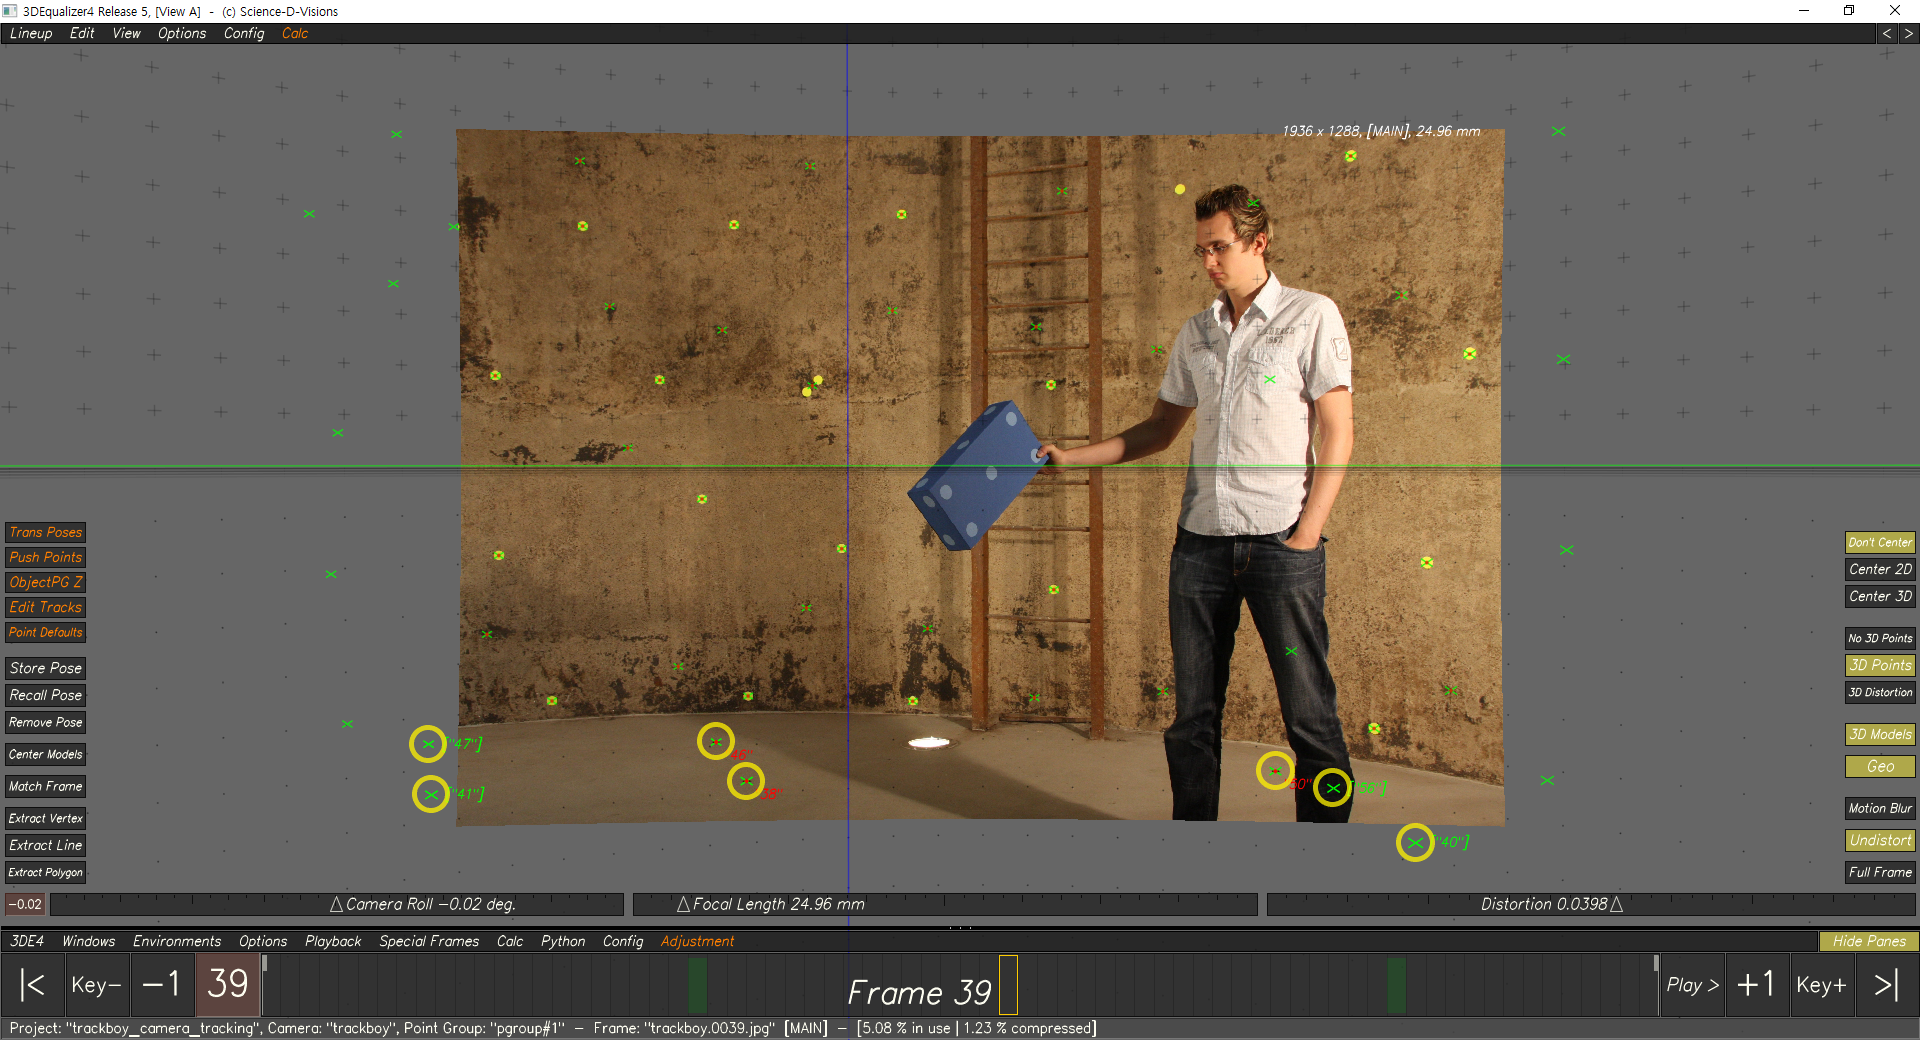 3DEqualizer4 Release 5, [View A]  -  (c) Science-D-Visions
Lineup Edit View Options Config Calc < >
1936 x 1288, [MAIN], 24.96 mm
Trans Poses
Push Points
ObjectPG Z
Edit Tracks
Point Defaults
Store Pose
Recall Pose
Remove Pose
Center Models
Match Frame
Extract Vertex
Extract Line
Extract Polygon
Don't Center
Center 2D
Center 3D
No 3D Points
3D Points
3D Distortion
3D Models
Geo
Motion Blur
Undistort
Full Frame
["47"]
["41"]
46"
38"
50"
["56"]
["40"]
-0.02 Camera Roll -0.02 deg. Focal Length 24.96 mm Distortion 0.0398
3DE4 Windows Environments Options Playback Special Frames Calc Python Config Adjustment Hide Panes
|< Key- -1 39 Frame 39 Play > +1 Key+ >|
Project: "trackboy_camera_tracking", Camera: "trackboy", Point Group: "pgroup#1"  -  Frame: "trackboy.0039.jpg"  [MAIN]  -  [5.08 % in use | 1.23 % compressed]